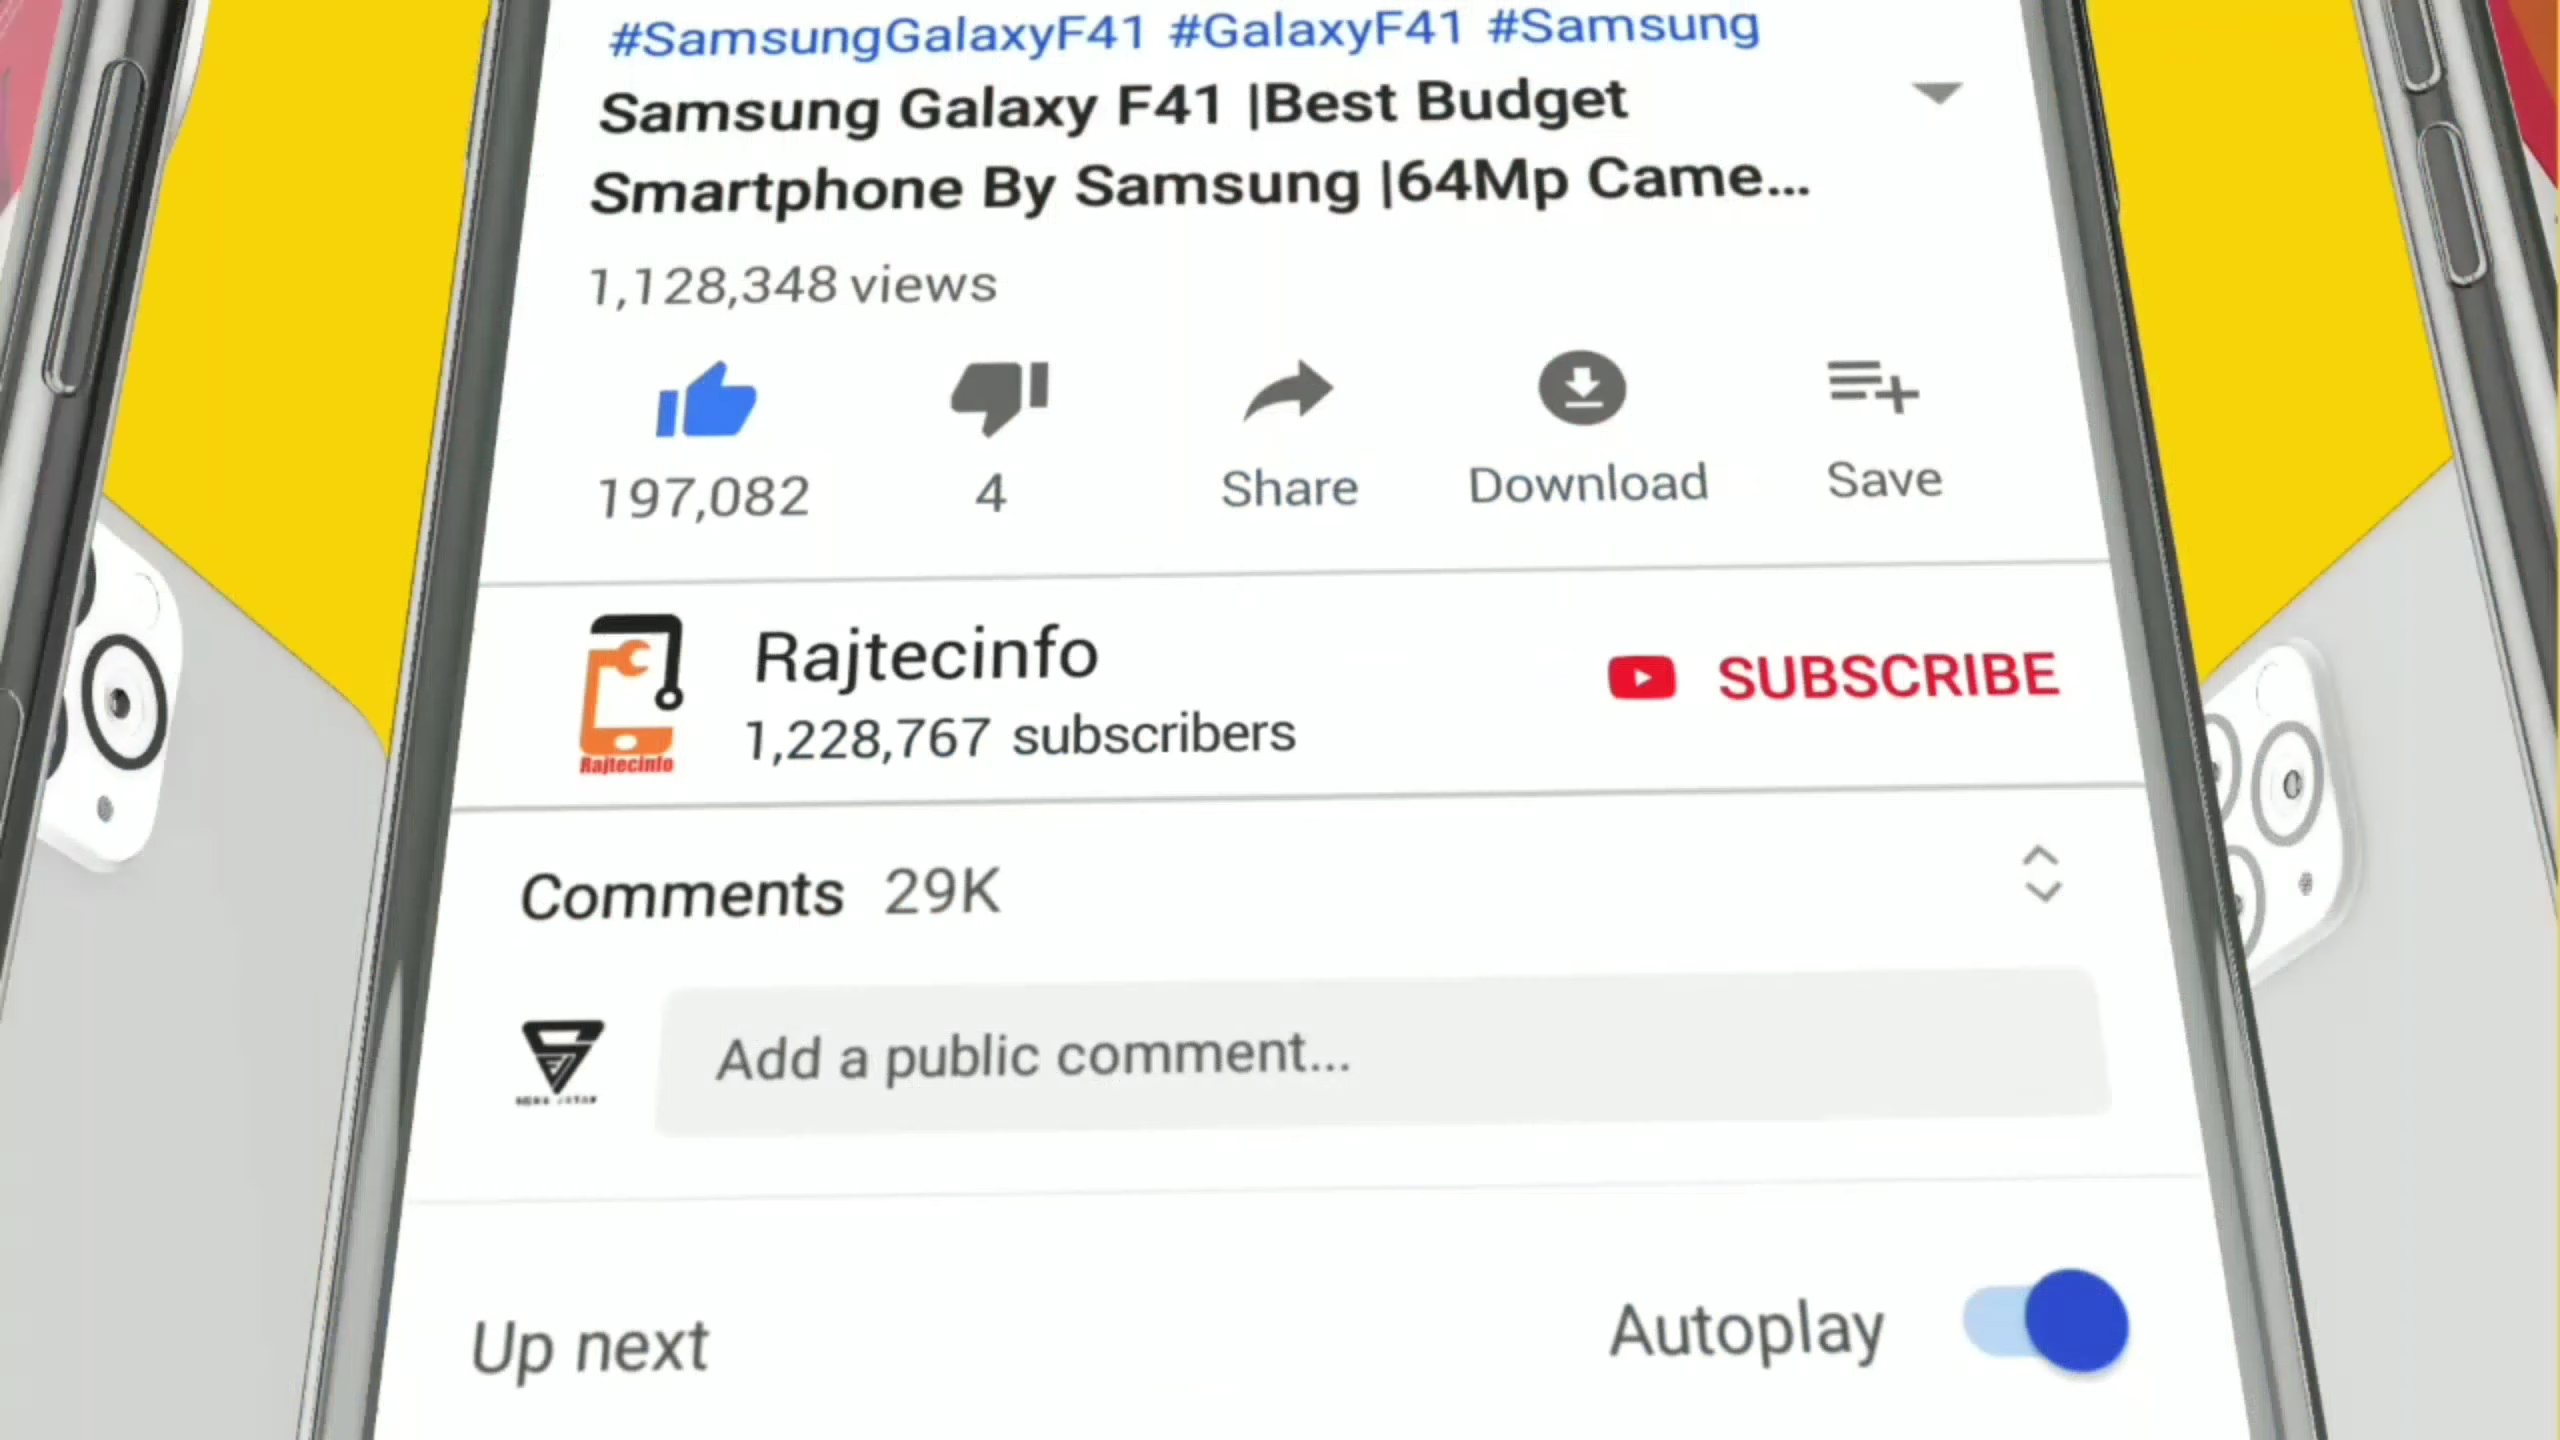 #SamsungGalaxyF41 #GalaxyF41 #Samsung
Samsung Galaxy F41 |Best Budget
Smartphone By Samsung |64Mp Came...
1,128,348 views
197,082
4
Share
Download
Save
Rajtecinfo
Rajtecinfo
1,228,767 subscribers
SUBSCRIBE
Comments 29K
Add a public comment...
Up next
Autoplay